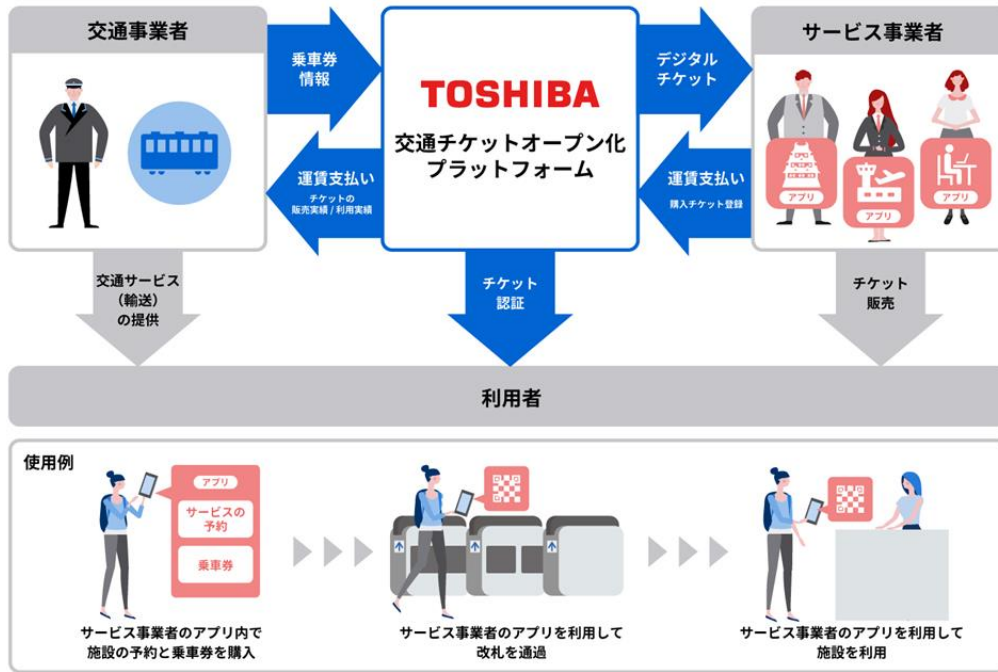 交通事業者
乗車券
情報
運賃支払い
チケットの
販売実績 / 利用実績
TOSHIBA
交通チケットオープン化
プラットフォーム
デジタル
チケット
運賃支払い
購入チケット登録
サービス事業者
アプリ
アプリ
アプリ
交通サービス
（輸送）
の提供
チケット
認証
チケット
販売
利用者
使用例
アプリ
サービスの
予約
乗車券
サービス事業者のアプリ内で
施設の予約と乗車券を購入
サービス事業者のアプリを利用して
改札を通過
サービス事業者のアプリを利用して
施設を利用